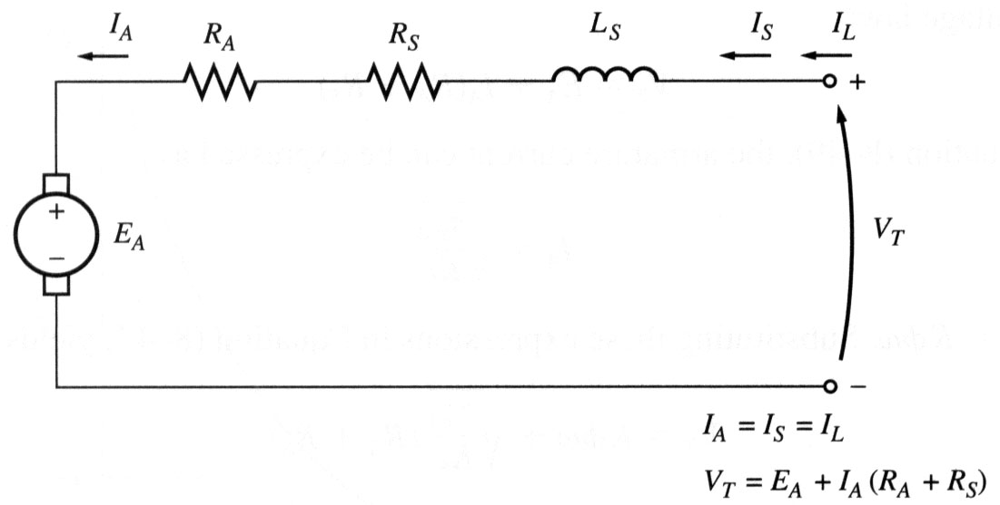 I_A R_A R_S L_S I_S I_L
+
+
E_A
−
V_T
−
I_A = I_S = I_L
V_T = E_A + I_A (R_A + R_S)